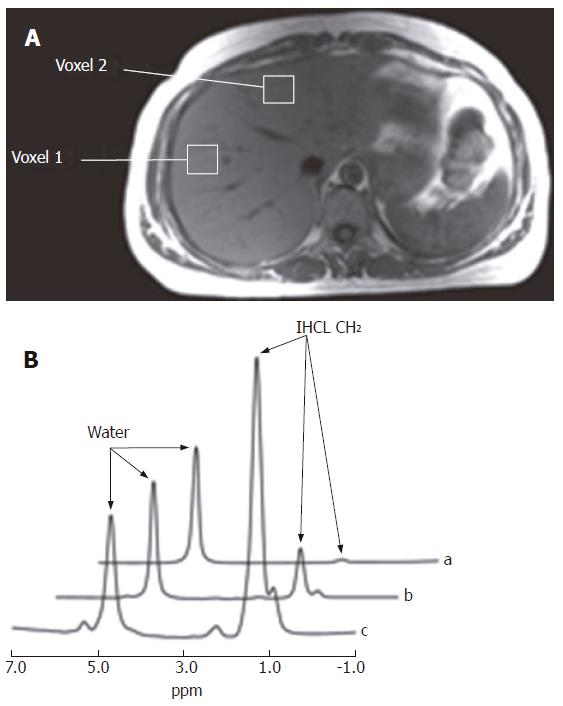 A
Voxel 2
Voxel 1
B
IHCL CH₂
Water
a
b
c
7.0 5.0 3.0 1.0 -1.0
ppm